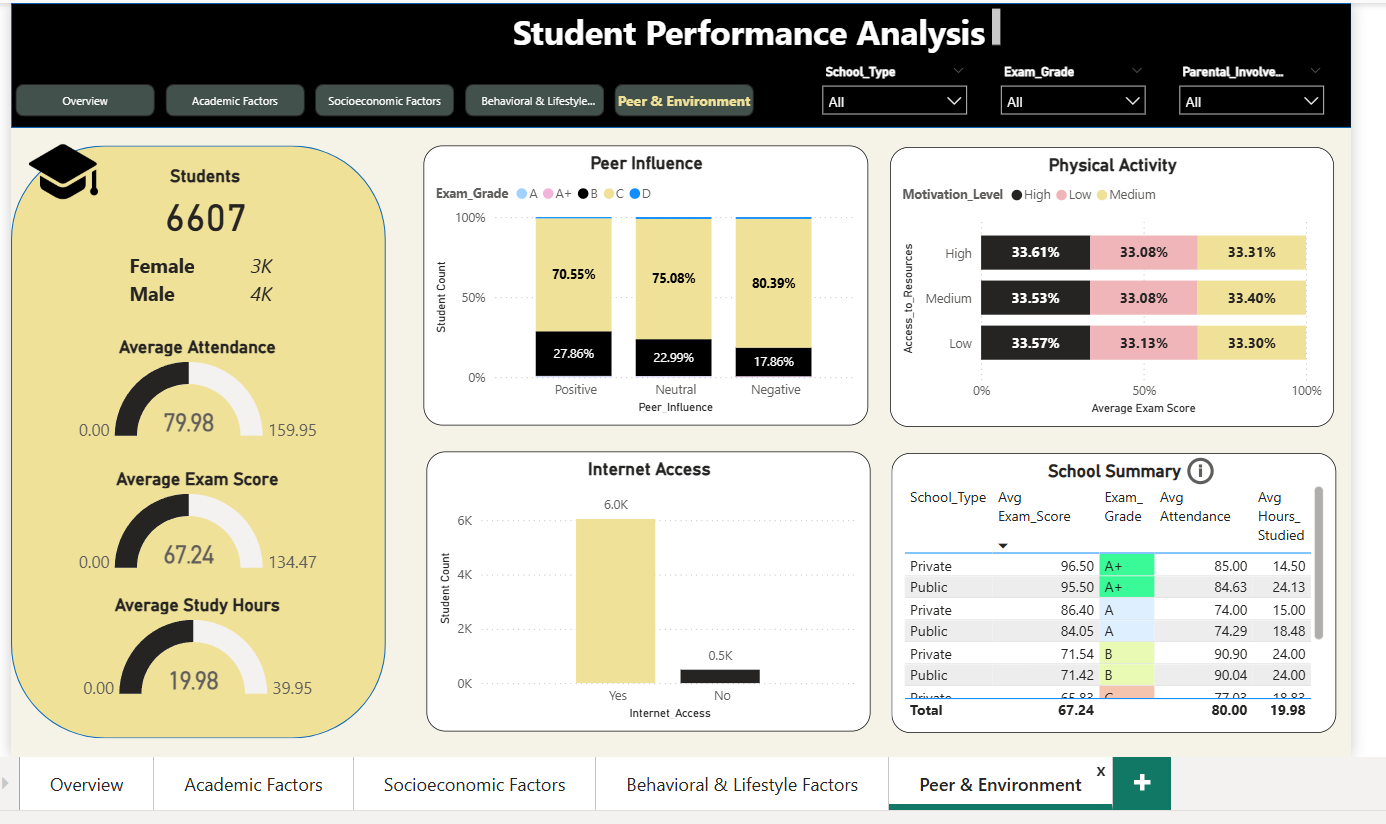 Student Performance Analysis
Overview
Academic Factors
Socioeconomic Factors
Behavioral & Lifestyle...
Peer & Environment
School_Type
All
Exam_Grade
All
Parental_Involve...
All
Students
6607
Female 3K
Male 4K
Average Attendance
79.98
0.00 159.95
Average Exam Score
67.24
0.00 134.47
Average Study Hours
19.98
0.00 39.95
Peer Influence
Exam_Grade A A+ B C D
100%
50%
0%
Student Count
70.55% 75.08% 80.39%
27.86% 22.99% 17.86%
Positive Neutral Negative
Peer_Influence
Physical Activity
Motivation_Level High Low Medium
Access_to_Resources
High 33.61% 33.08% 33.31%
Medium 33.53% 33.08% 33.40%
Low 33.57% 33.13% 33.30%
0% 50% 100%
Average Exam Score
Internet Access
6.0K
6K
4K
2K
0K
Student Count
0.5K
Yes No
Internet_Access
School Summary i
School_Type Avg Exam_Score Exam_Grade Avg Attendance Avg Hours_Studied
Private 96.50 A+ 85.00 14.50
Public 95.50 A+ 84.63 24.13
Private 86.40 A 74.00 15.00
Public 84.05 A 74.29 18.48
Private 71.54 B 90.90 24.00
Public 71.42 B 90.04 24.00
Private 65.83 C 77.03 18.83
Total 67.24 80.00 19.98
Overview
Academic Factors
Socioeconomic Factors
Behavioral & Lifestyle Factors
Peer & Environment x
+